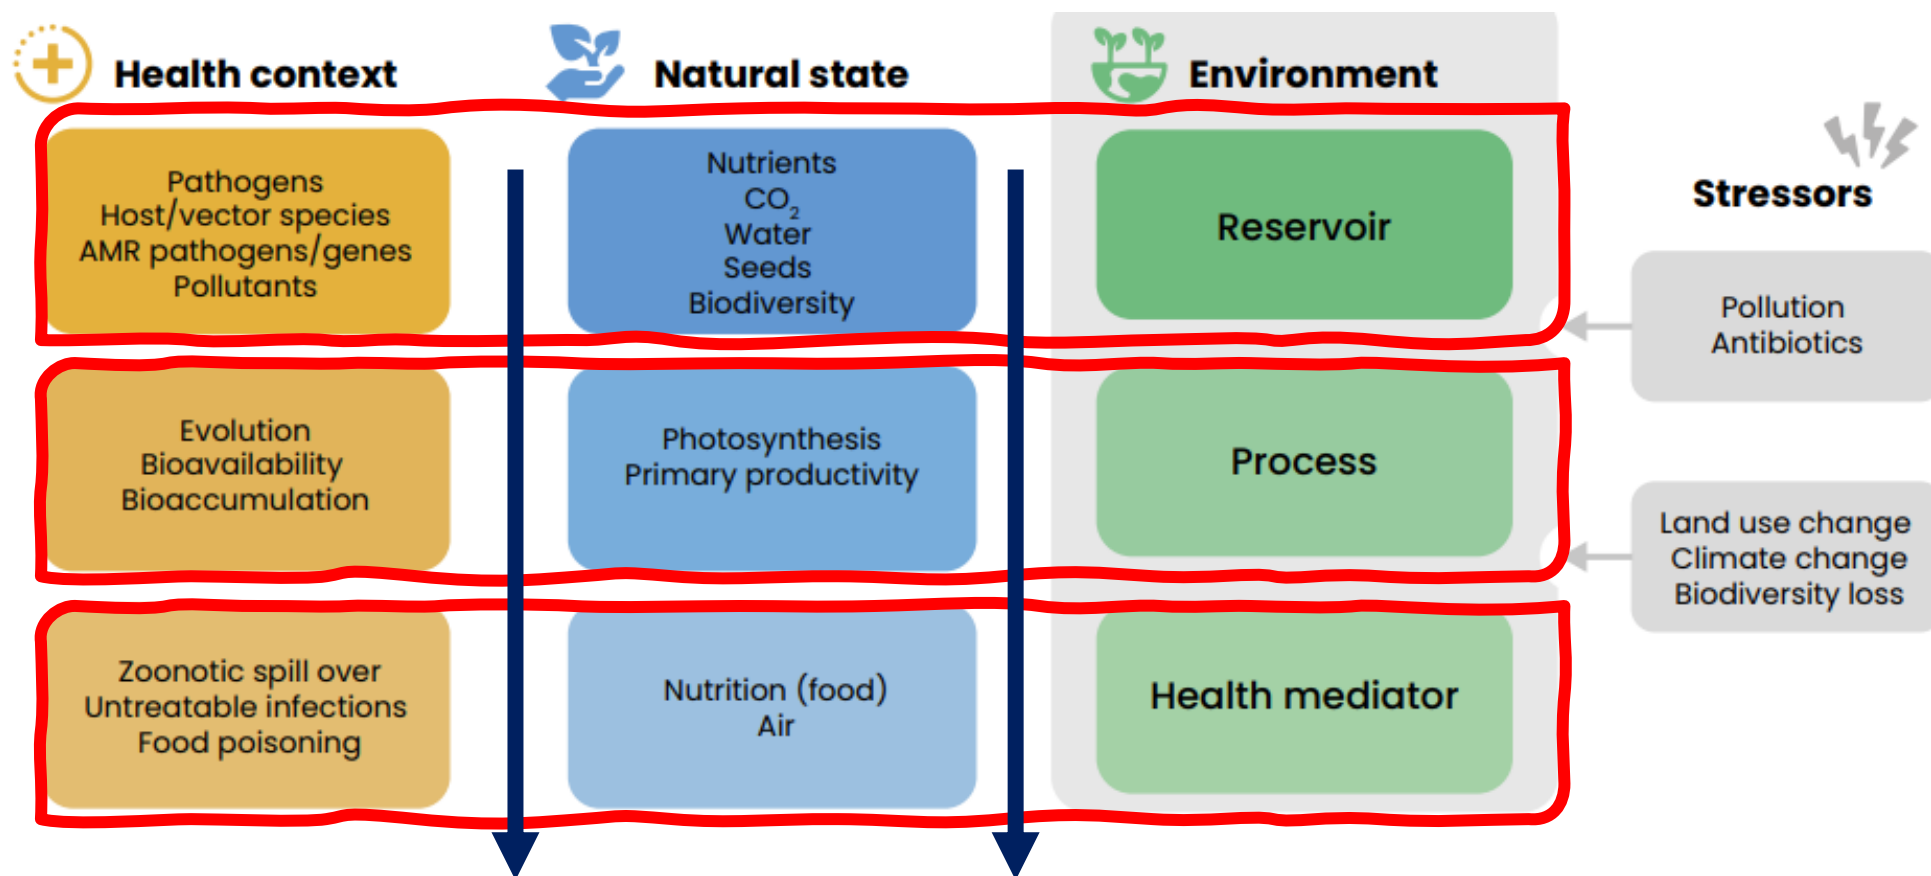 Health context
Natural state
Environment
Stressors
Pathogens
Host/vector species
AMR pathogens/genes
Pollutants
Nutrients
CO₂
Water
Seeds
Biodiversity
Reservoir
Pollution
Antibiotics
Evolution
Bioavailability
Bioaccumulation
Photosynthesis
Primary productivity
Process
Land use change
Climate change
Biodiversity loss
Zoonotic spill over
Untreatable infections
Food poisoning
Nutrition (food)
Air
Health mediator